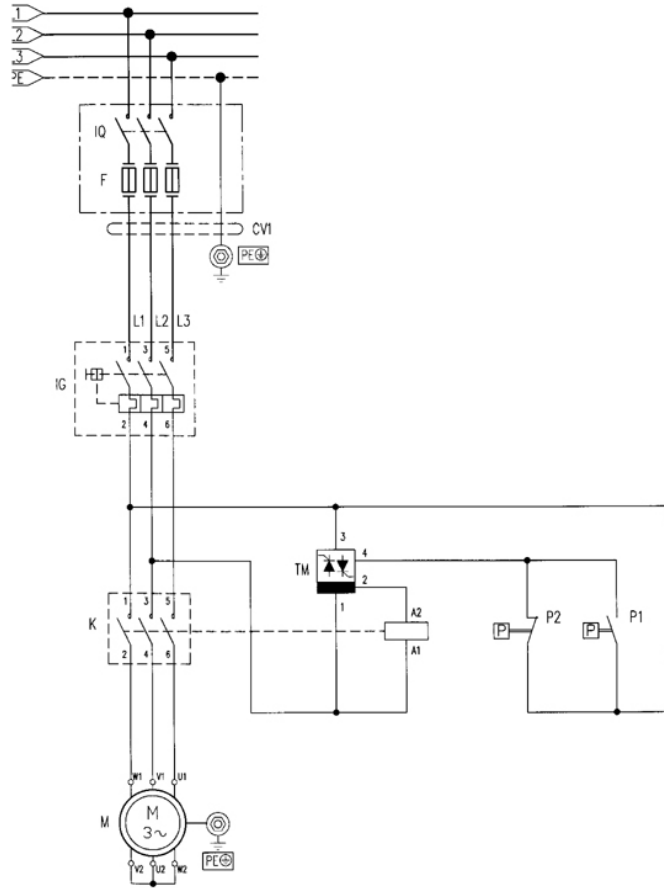 .1
.2
.3
PE
IQ
F
CV1
PE
L1 L2 L3
1 3 5
IG
2 4 6
3
TM 4
2
1
1 3 5
K
2 4 6
A2
A1
P P2
P P1
W1 V1 U1
M M
3~
V2 U2 W2
PE